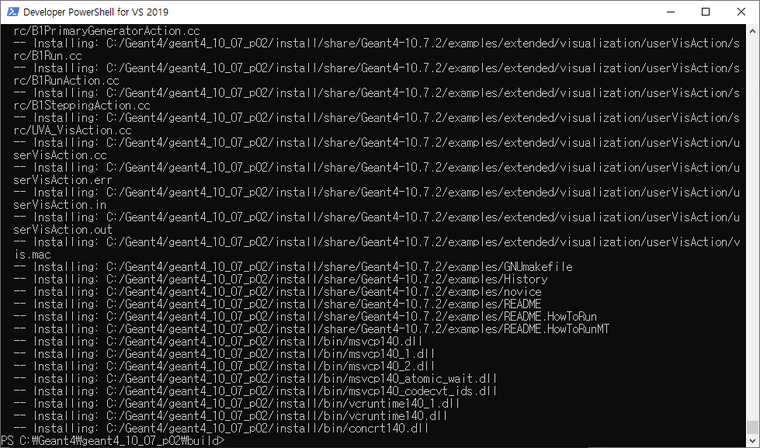 Developer PowerShell for VS 2019
rc/B1PrimaryGeneratorAction.cc
-- Installing: C:/Geant4/geant4_10_07_p02/install/share/Geant4-10.7.2/examples/extended/visualization/userVisAction/s
rc/B1Run.cc
-- Installing: C:/Geant4/geant4_10_07_p02/install/share/Geant4-10.7.2/examples/extended/visualization/userVisAction/s
rc/B1RunAction.cc
-- Installing: C:/Geant4/geant4_10_07_p02/install/share/Geant4-10.7.2/examples/extended/visualization/userVisAction/s
rc/B1SteppingAction.cc
-- Installing: C:/Geant4/geant4_10_07_p02/install/share/Geant4-10.7.2/examples/extended/visualization/userVisAction/s
rc/UVA_VisAction.cc
-- Installing: C:/Geant4/geant4_10_07_p02/install/share/Geant4-10.7.2/examples/extended/visualization/userVisAction/u
serVisAction.cc
-- Installing: C:/Geant4/geant4_10_07_p02/install/share/Geant4-10.7.2/examples/extended/visualization/userVisAction/u
serVisAction.err
-- Installing: C:/Geant4/geant4_10_07_p02/install/share/Geant4-10.7.2/examples/extended/visualization/userVisAction/u
serVisAction.in
-- Installing: C:/Geant4/geant4_10_07_p02/install/share/Geant4-10.7.2/examples/extended/visualization/userVisAction/u
serVisAction.out
-- Installing: C:/Geant4/geant4_10_07_p02/install/share/Geant4-10.7.2/examples/extended/visualization/userVisAction/v
is.mac
-- Installing: C:/Geant4/geant4_10_07_p02/install/share/Geant4-10.7.2/examples/GNUmakefile
-- Installing: C:/Geant4/geant4_10_07_p02/install/share/Geant4-10.7.2/examples/History
-- Installing: C:/Geant4/geant4_10_07_p02/install/share/Geant4-10.7.2/examples/novice
-- Installing: C:/Geant4/geant4_10_07_p02/install/share/Geant4-10.7.2/examples/README
-- Installing: C:/Geant4/geant4_10_07_p02/install/share/Geant4-10.7.2/examples/README.HowToRun
-- Installing: C:/Geant4/geant4_10_07_p02/install/share/Geant4-10.7.2/examples/README.HowToRunMT
-- Installing: C:/Geant4/geant4_10_07_p02/install/bin/msvcp140.dll
-- Installing: C:/Geant4/geant4_10_07_p02/install/bin/msvcp140_1.dll
-- Installing: C:/Geant4/geant4_10_07_p02/install/bin/msvcp140_2.dll
-- Installing: C:/Geant4/geant4_10_07_p02/install/bin/msvcp140_atomic_wait.dll
-- Installing: C:/Geant4/geant4_10_07_p02/install/bin/msvcp140_codecvt_ids.dll
-- Installing: C:/Geant4/geant4_10_07_p02/install/bin/vcruntime140_1.dll
-- Installing: C:/Geant4/geant4_10_07_p02/install/bin/vcruntime140.dll
-- Installing: C:/Geant4/geant4_10_07_p02/install/bin/concrt140.dll
PS C:₩Geant4₩geant4_10_07_p02₩build>